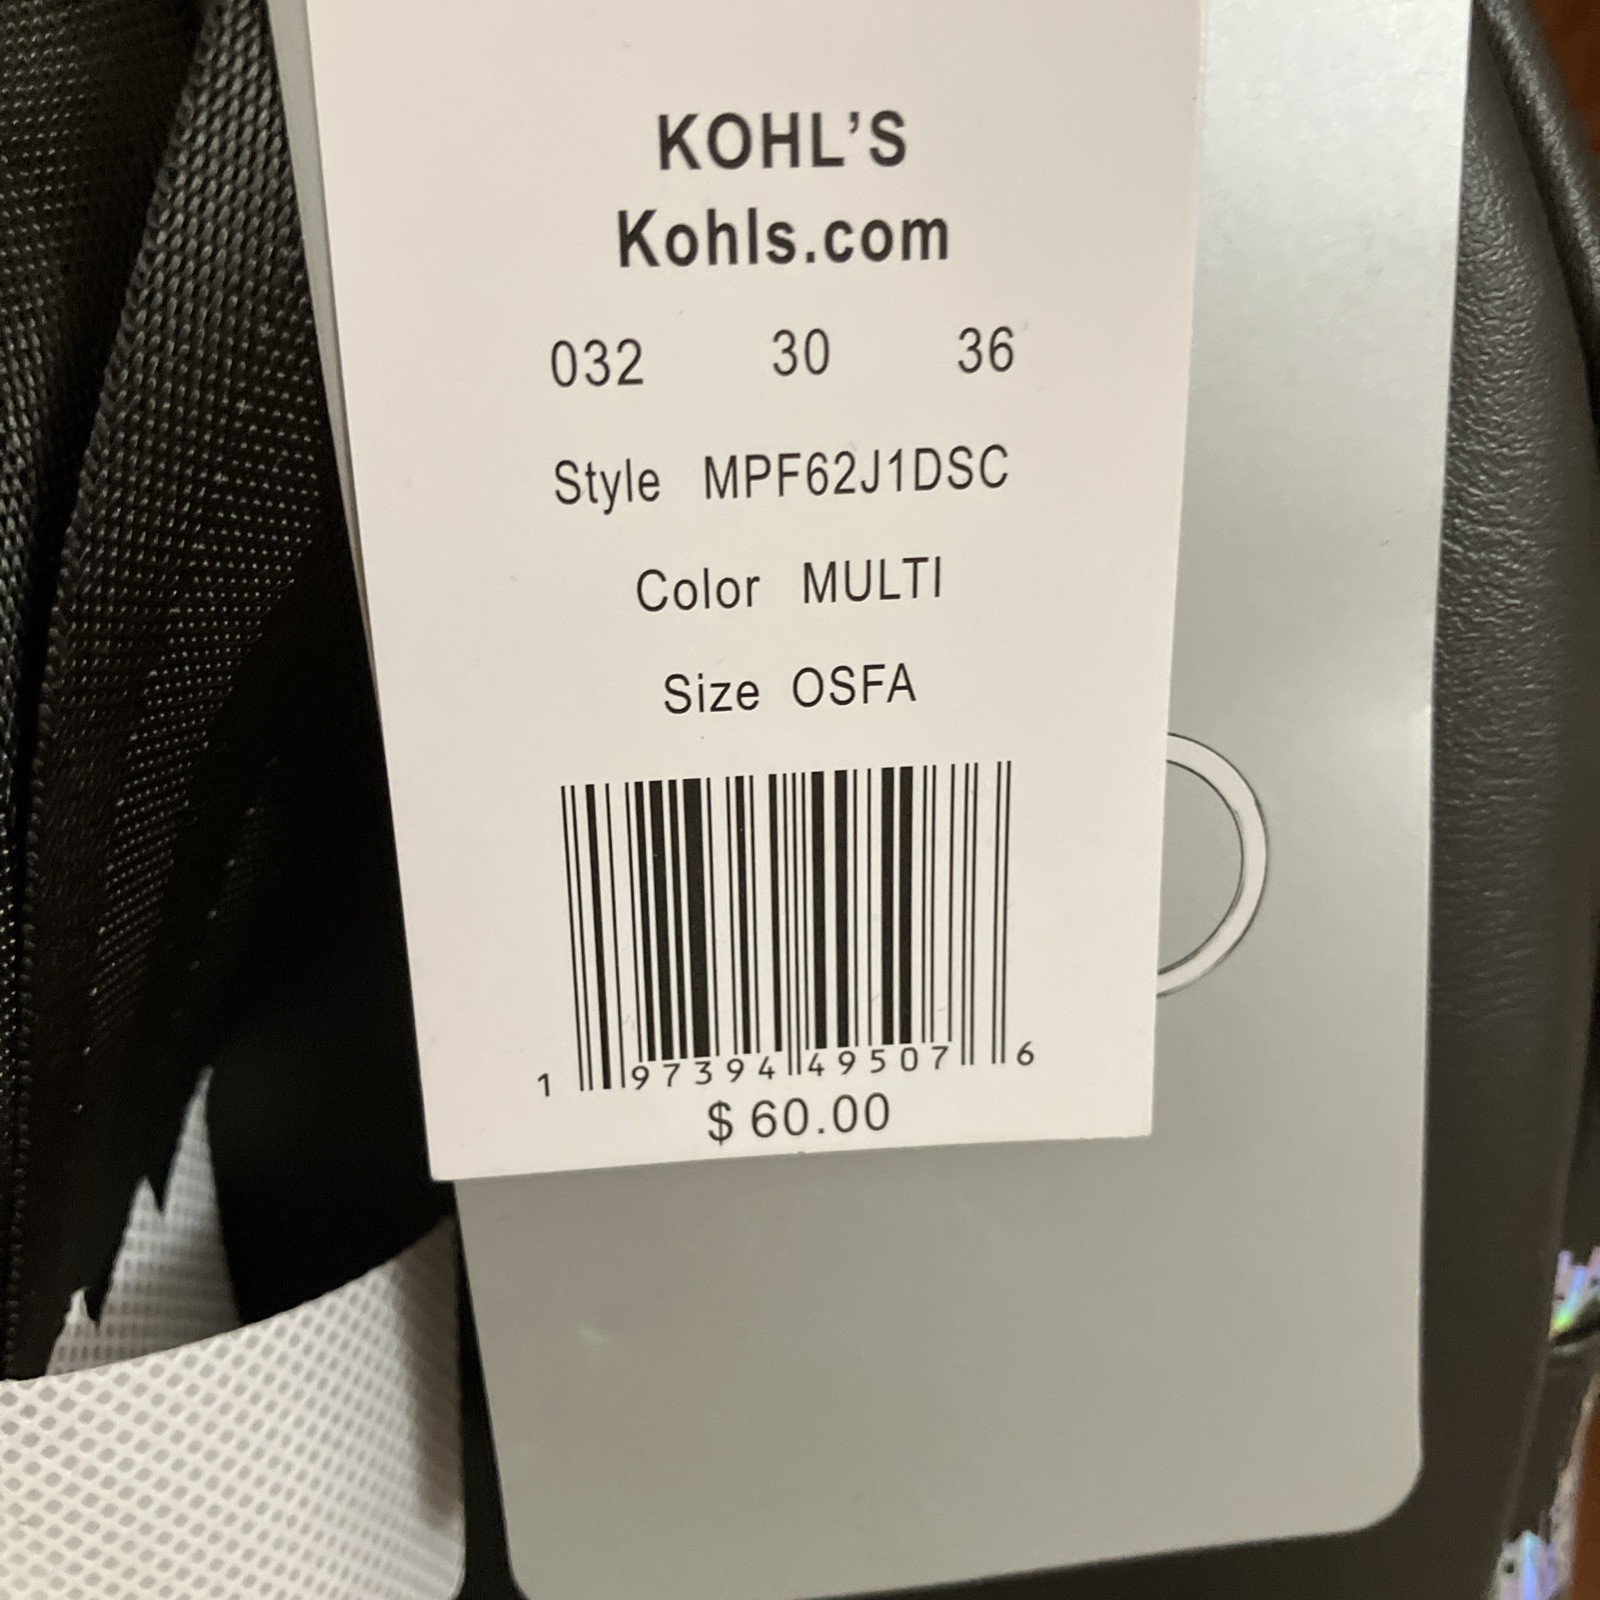 KOHL'S
Kohls.com
032 30 36
Style MPF62J1DSC
Color MULTI
Size OSFA
1 97394 49507 6
$ 60.00